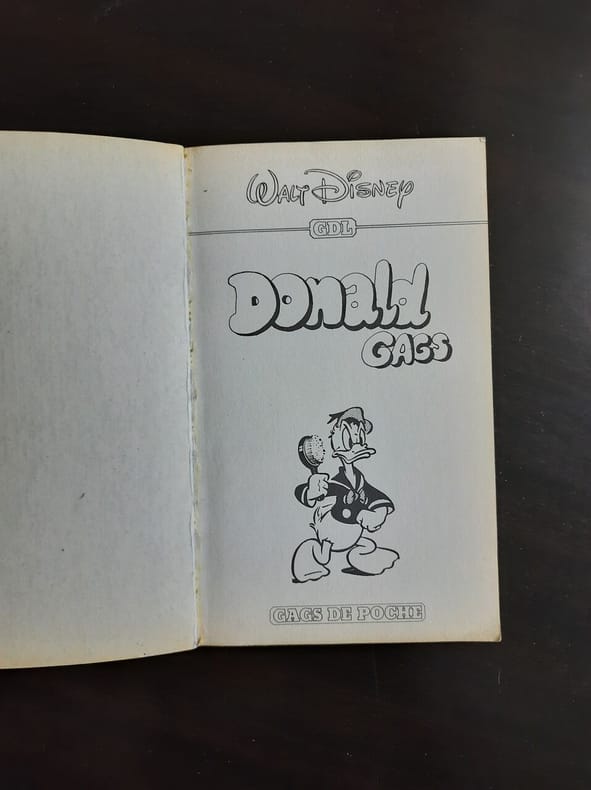 WALT DISNEY
GDL
DONALD
GAGS
GAGS DE POCHE